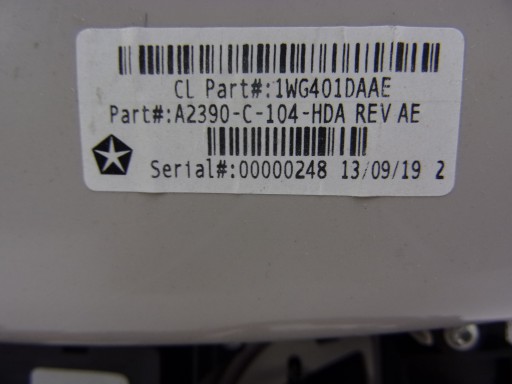 CL Part#:1WG401DAAE
Part#:A2390-C-104-HDA REV AE
Serial#:00000248 13/09/19 2